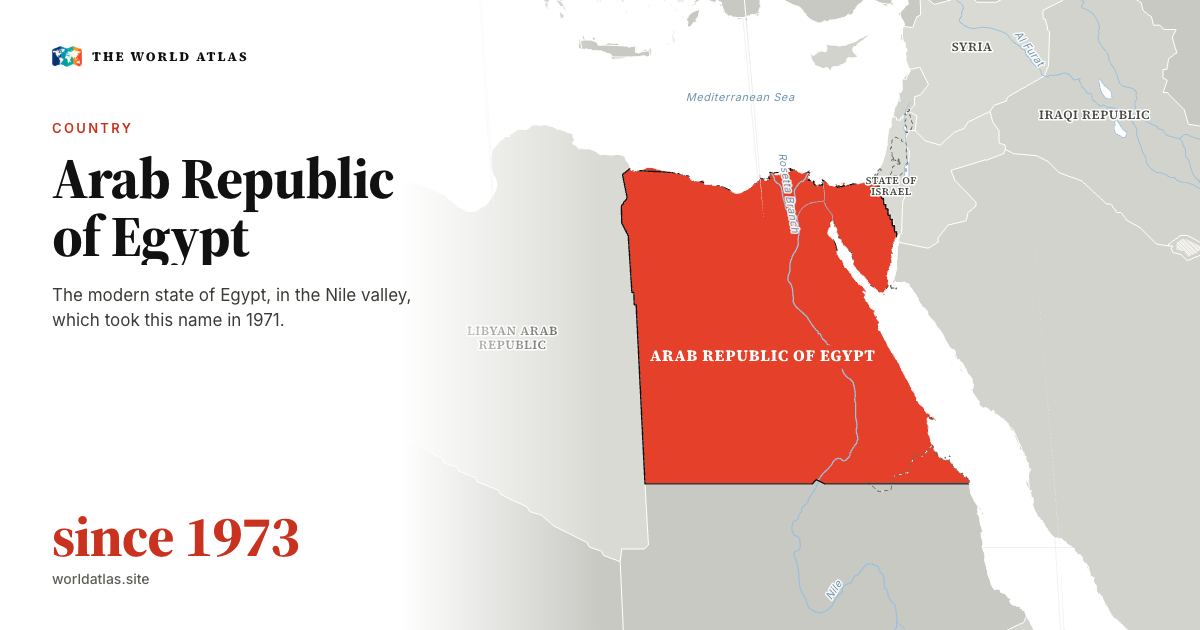 THE WORLD ATLAS
COUNTRY
Arab Republic
of Egypt
The modern state of Egypt, in the Nile valley,
which took this name in 1971.
since 1973
worldatlas.site
SYRIA
Al Furat
Mediterranean Sea
IRAQI REPUBLIC
Rosetta Branch
STATE OF
ISRAEL
LIBYAN ARAB
REPUBLIC
ARAB REPUBLIC OF EGYPT
Nile